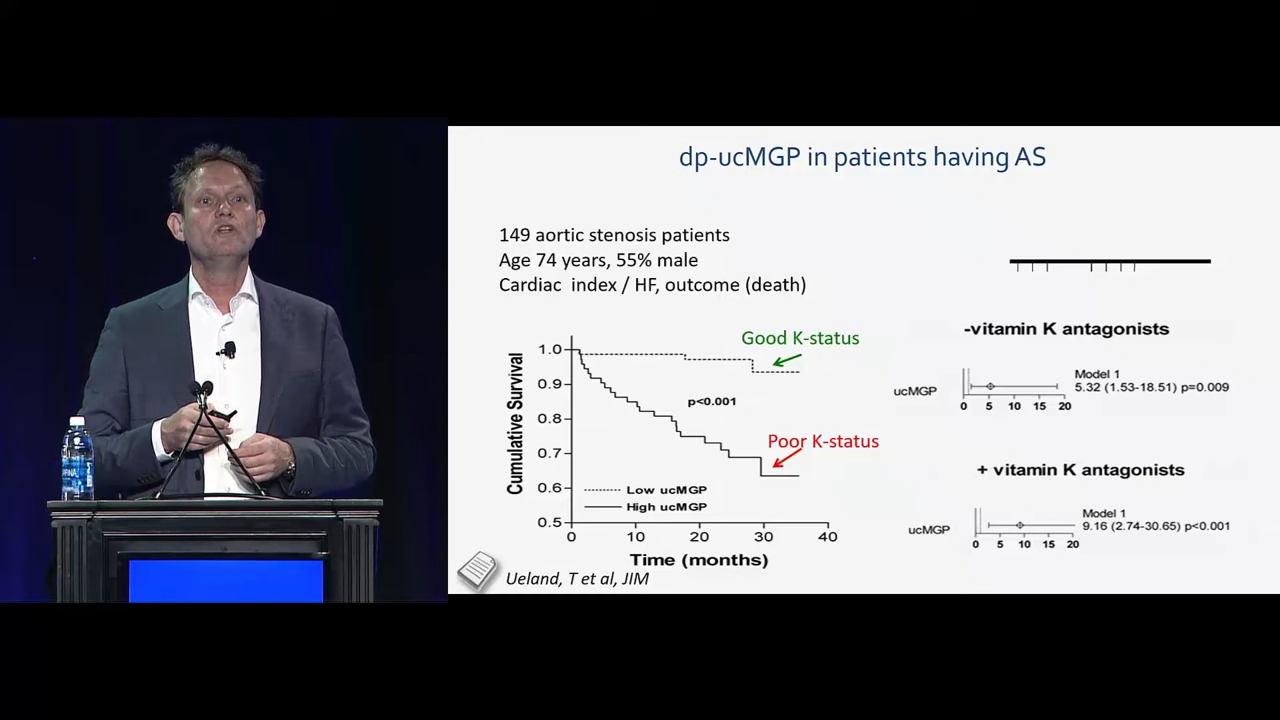 dp-ucMGP in patients having AS
149 aortic stenosis patients
Age 74 years, 55% male
Cardiac index / HF, outcome (death)
Good K-status
1.0
0.9
0.8
0.7
0.6
0.5
Cumulative Survival
p<0.001
Poor K-status
Low ucMGP
High ucMGP
0 10 20 30 40
Time (months)
Ueland, T et al, JIM
-vitamin K antagonists
Model 1
ucMGP
5.32 (1.53-18.51) p=0.009
0 5 10 15 20
+ vitamin K antagonists
Model 1
ucMGP
9.16 (2.74-30.65) p<0.001
0 5 10 15 20